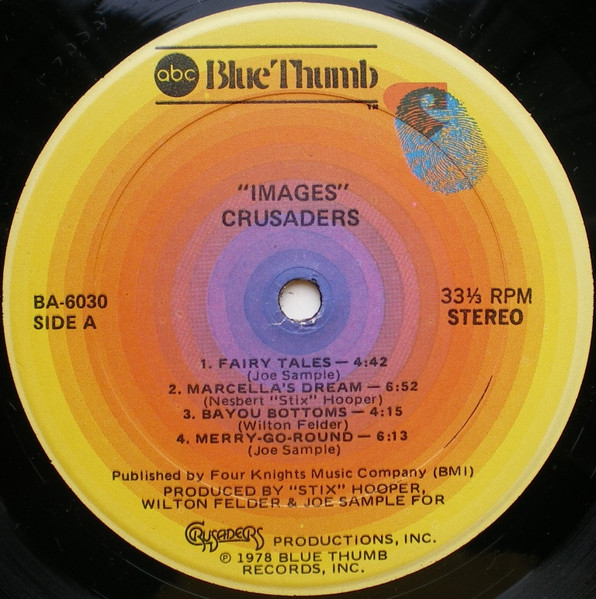 abc Blue Thumb
TM
"IMAGES"
CRUSADERS
BA-6030
SIDE A
33⅓ RPM
STEREO
1. FAIRY TALES — 4:42
(Joe Sample)
2. MARCELLA'S DREAM — 6:52
(Nesbert "Stix" Hooper)
3. BAYOU BOTTOMS — 4:15
(Wilton Felder)
4. MERRY-GO-ROUND — 6:13
(Joe Sample)
Published by Four Knights Music Company (BMI)
PRODUCED BY "STIX" HOOPER,
WILTON FELDER & JOE SAMPLE FOR
CRUSADERS PRODUCTIONS, INC.
℗ 1978 BLUE THUMB
RECORDS, INC.